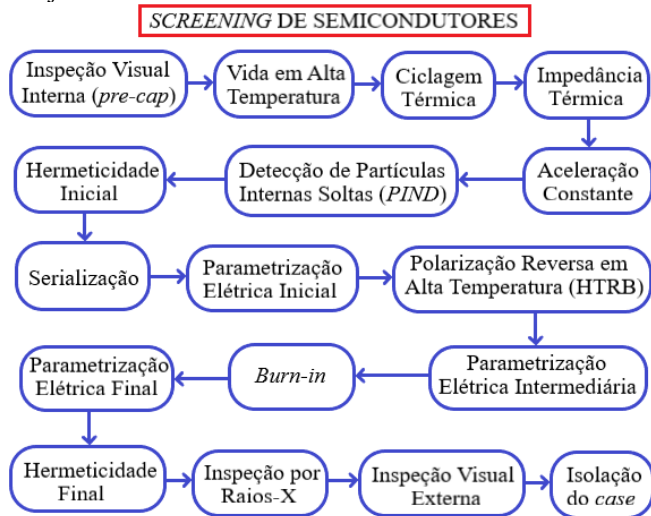 SCREENING DE SEMICONDUTORES
Inspeção Visual
Interna (pre-cap)
Vida em Alta
Temperatura
Ciclagem
Térmica
Impedância
Térmica
Aceleração
Constante
Detecção de Partículas
Internas Soltas (PIND)
Hermeticidade
Inicial
Serialização
Parametrização
Elétrica Inicial
Polarização Reversa em
Alta Temperatura (HTRB)
Parametrização
Elétrica Intermediária
Burn-in
Parametrização
Elétrica Final
Hermeticidade
Final
Inspeção por
Raios-X
Inspeção Visual
Externa
Isolação
do case